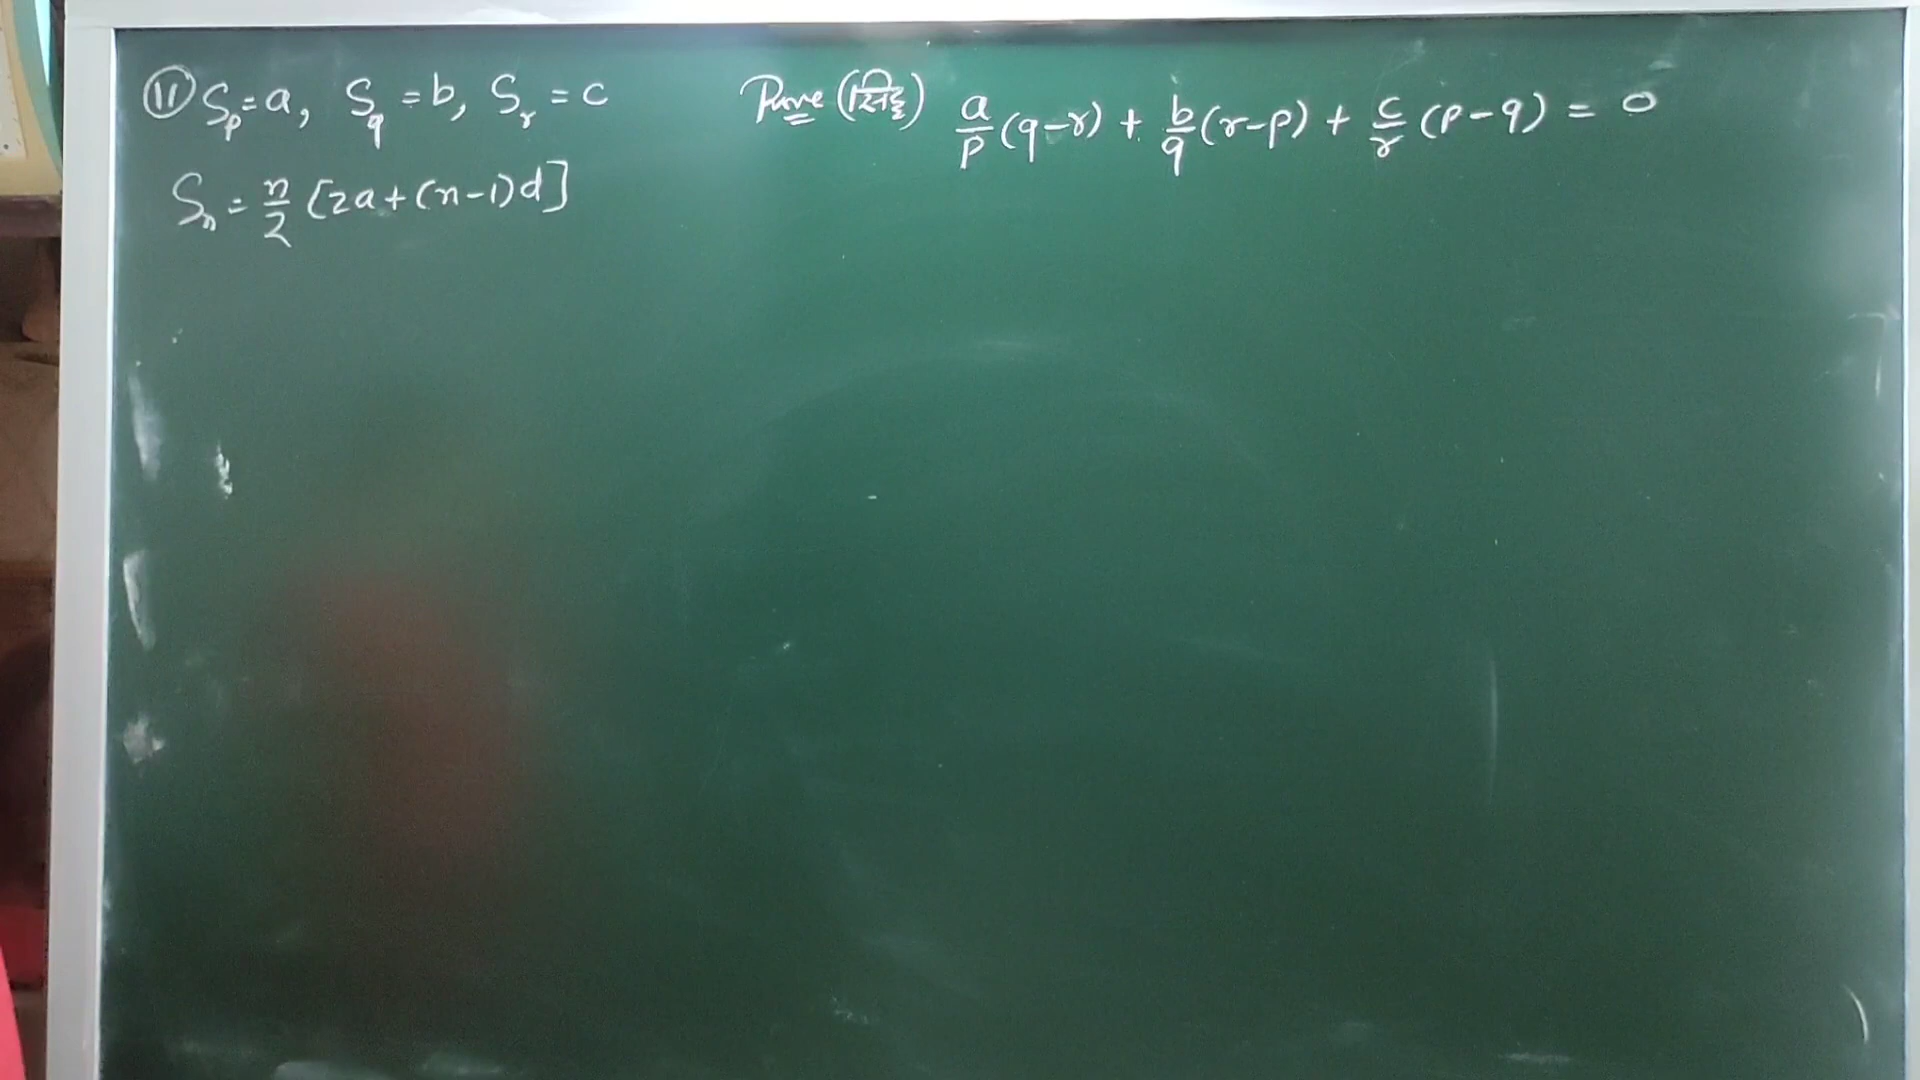 (11) Sp = a, Sq = b, Sr = c Prove (सिद्ध) a/p (q-r) + b/q (r-p) + c/r (p-q) = 0
Sn = n/2 [2a + (n-1)d]